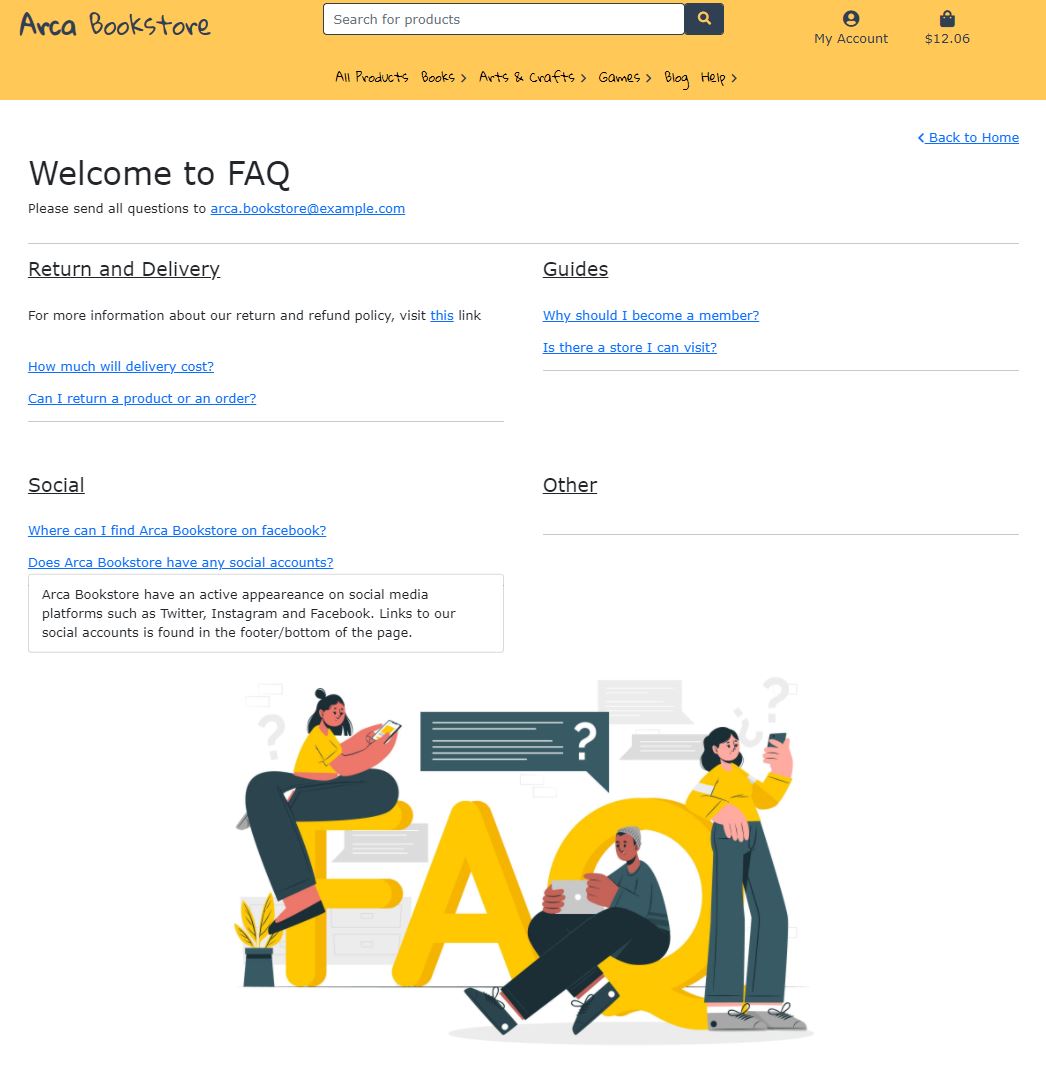 Arca Bookstore
Search for products
My Account
$12.06
All Products Books Arts & Crafts Games Blog Help
Back to Home
Welcome to FAQ
Please send all questions to arca.bookstore@example.com
Return and Delivery
For more information about our return and refund policy, visit this link
How much will delivery cost?
Can I return a product or an order?
Guides
Why should I become a member?
Is there a store I can visit?
Social
Where can I find Arca Bookstore on facebook?
Does Arca Bookstore have any social accounts?
Arca Bookstore have an active appeareance on social media
platforms such as Twitter, Instagram and Facebook. Links to our
social accounts is found in the footer/bottom of the page.
Other
?
?
?
?
FAQ